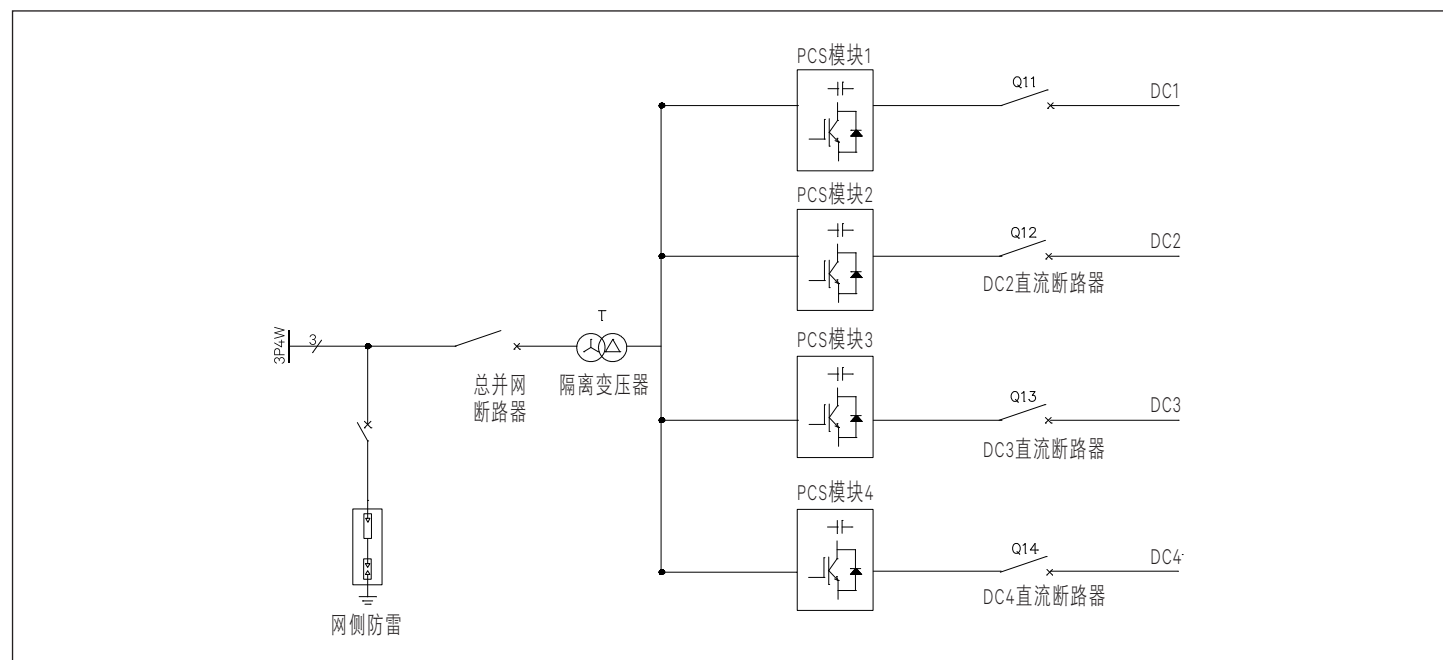 PCS模块1
Q11
DC1
PCS模块2
Q12
DC2
DC2直流断路器
3P4W
3
T
总并网
断路器
隔离变压器
PCS模块3
Q13
DC3
DC3直流断路器
PCS模块4
Q14
DC4
DC4直流断路器
网侧防雷